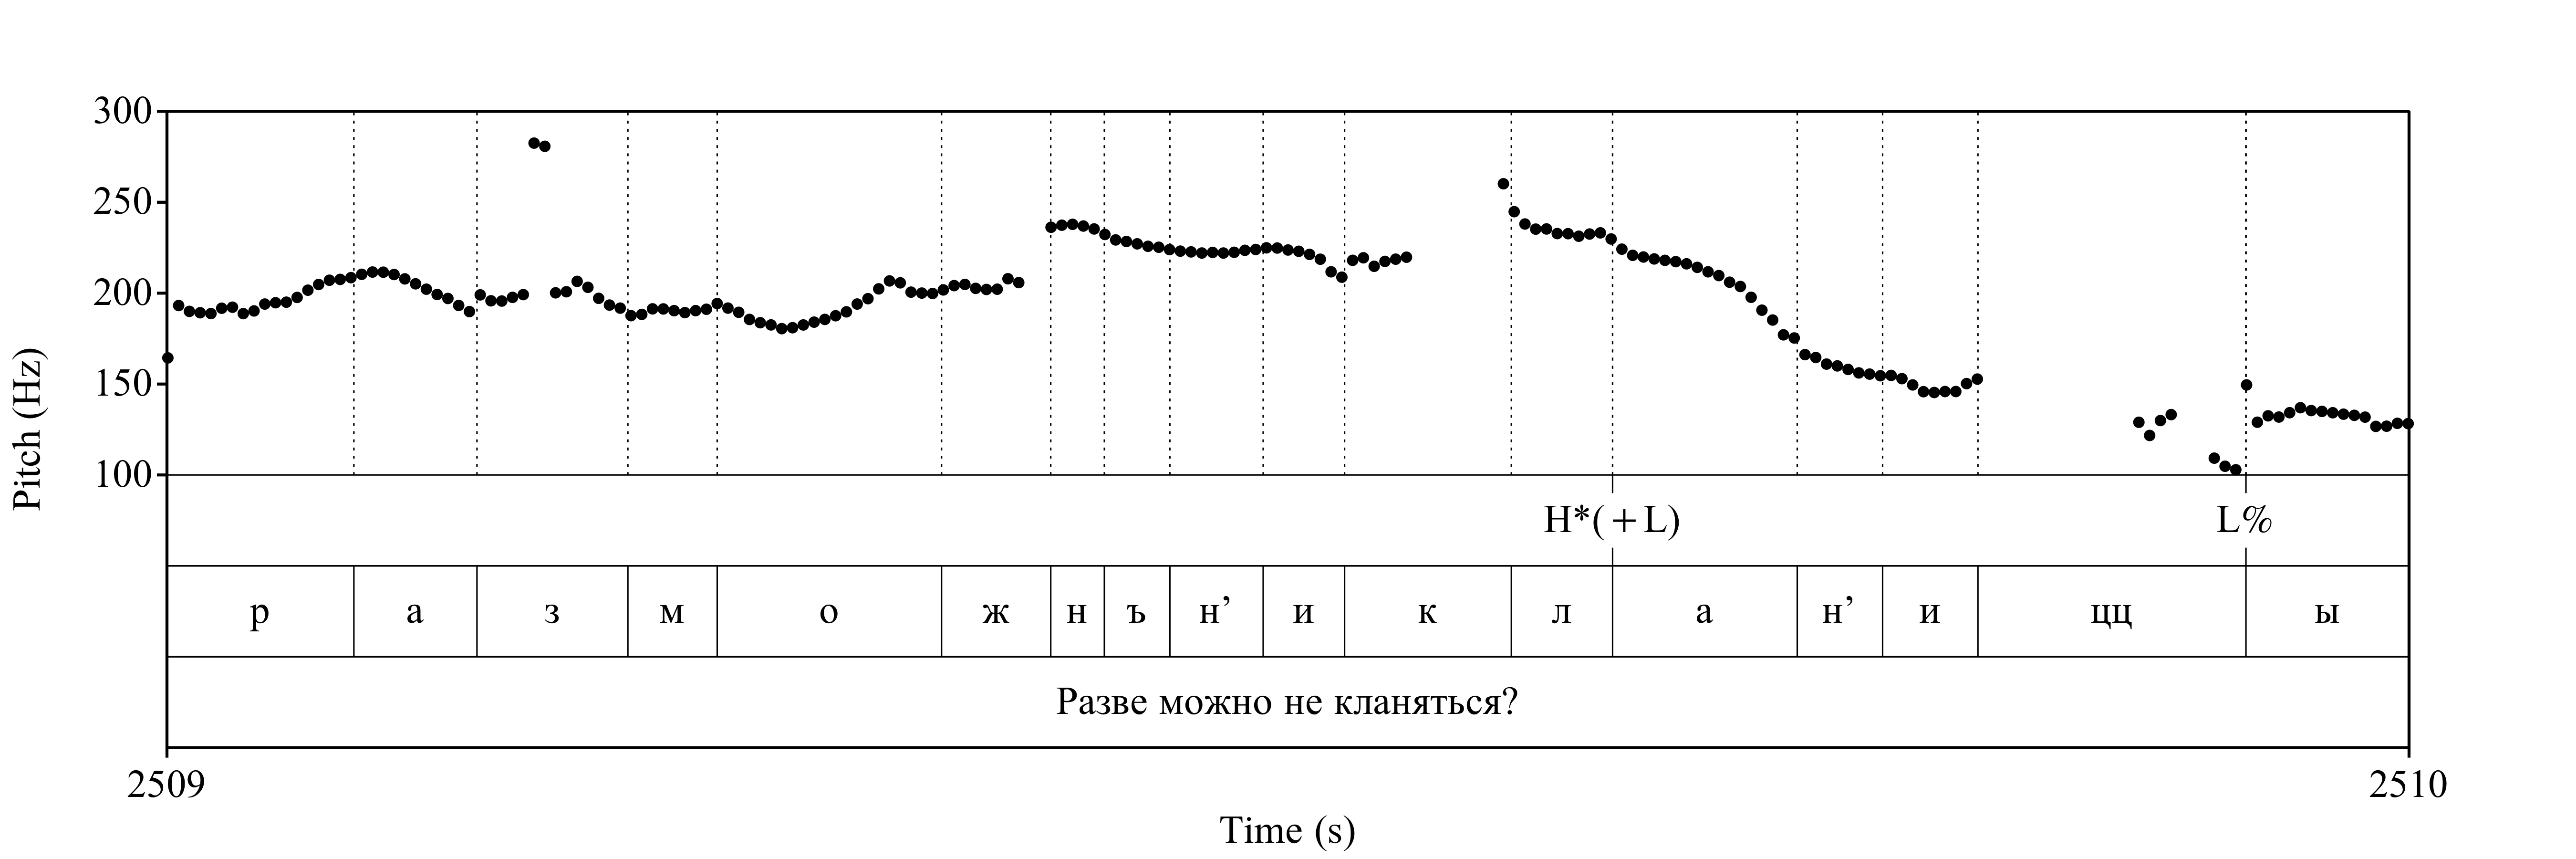 300
250
200
150
100
Pitch (Hz)
H*(+L) L%
р а з м о ж н ъ н’ и к л а н’ и цц ы
Разве можно не кланяться?
2509 2510
Time (s)